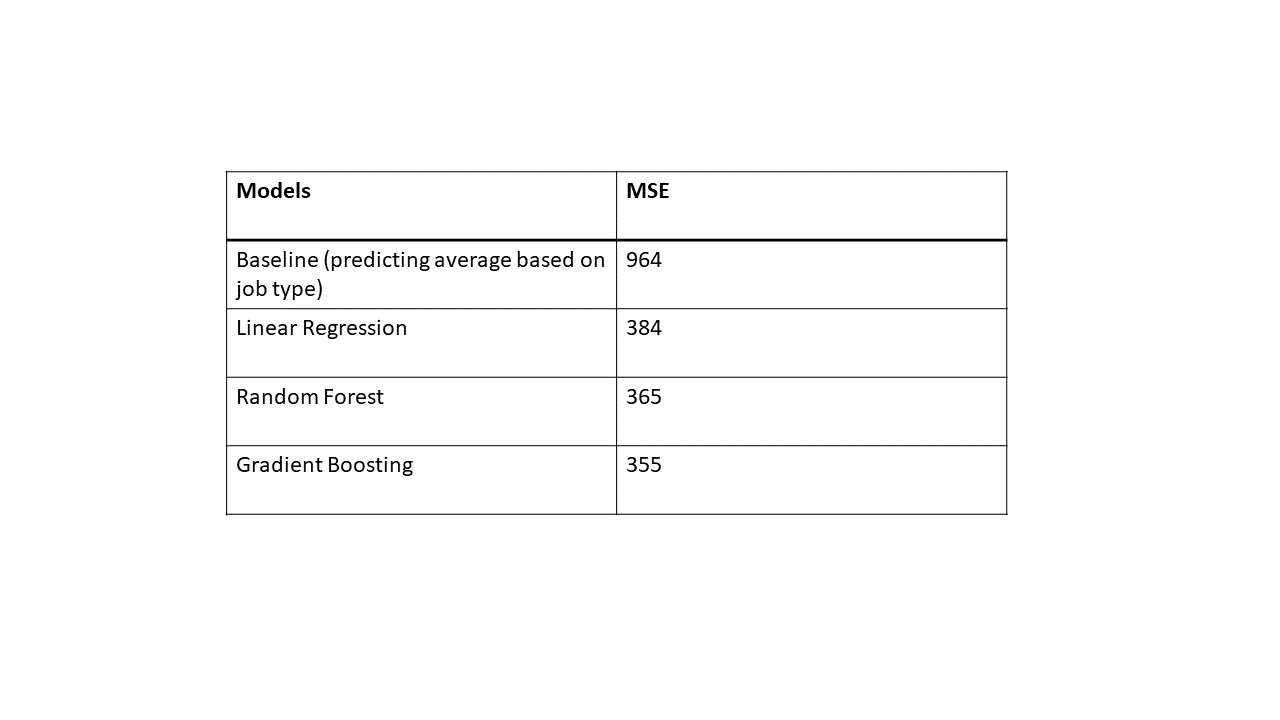 Models MSE
Baseline (predicting average based on 964
job type)
Linear Regression 384
Random Forest 365
Gradient Boosting 355